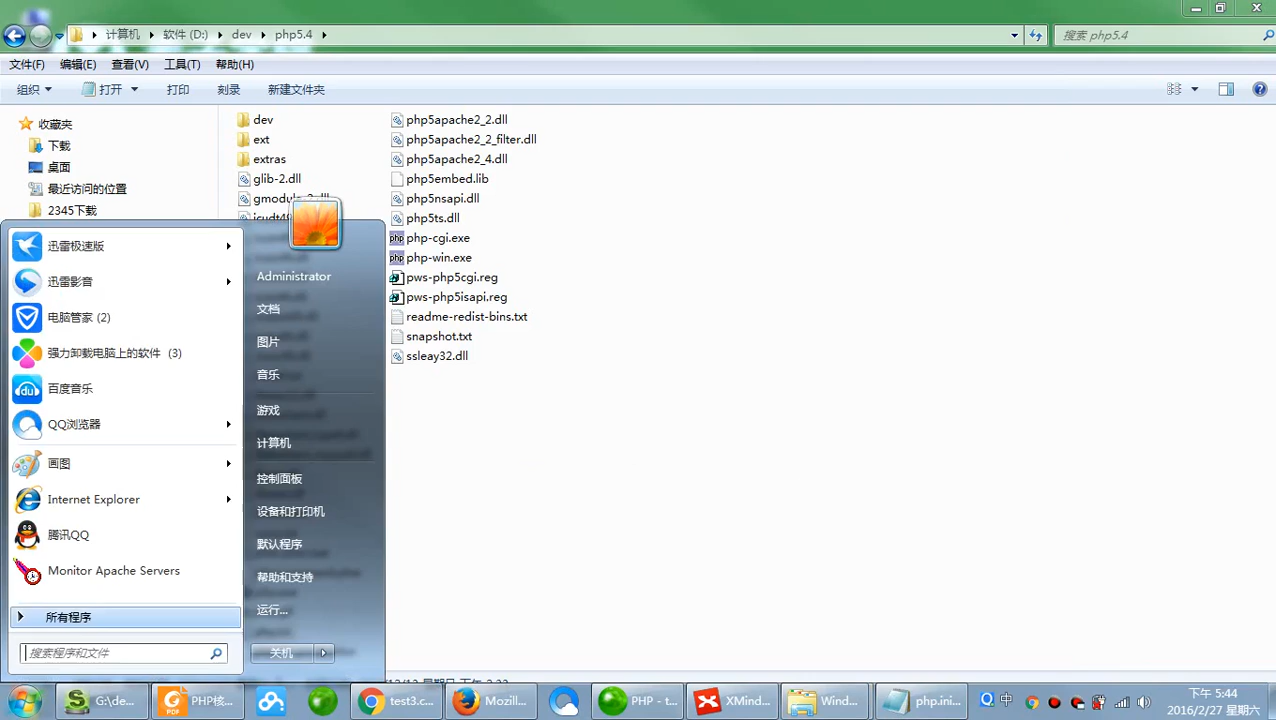 计算机 软件 (D:) dev php5.4
搜索 php5.4
文件(F) 编辑(E) 查看(V) 工具(T) 帮助(H)
组织 打开 打印 刻录 新建文件夹
收藏夹
下载
桌面
最近访问的位置
2345下载
dev
ext
extras
glib-2.dll
php5apache2_2.dll
php5apache2_2_filter.dll
php5apache2_4.dll
php5embed.lib
php5nsapi.dll
php5ts.dll
php-cgi.exe
php-win.exe
pws-php5cgi.reg
pws-php5isapi.reg
readme-redist-bins.txt
snapshot.txt
ssleay32.dll
迅雷极速版
迅雷影音
电脑管家 (2)
强力卸载电脑上的软件 (3)
百度音乐
QQ浏览器
画图
Internet Explorer
腾讯QQ
Monitor Apache Servers
所有程序
搜索程序和文件
Administrator
文档
图片
音乐
游戏
计算机
控制面板
设备和打印机
默认程序
帮助和支持
运行...
关机
G:\de... PHP核... test3.c... Mozill... PHP - t... XMind... Wind... php.ini... 中
下午 5:44
2016/2/27 星期六